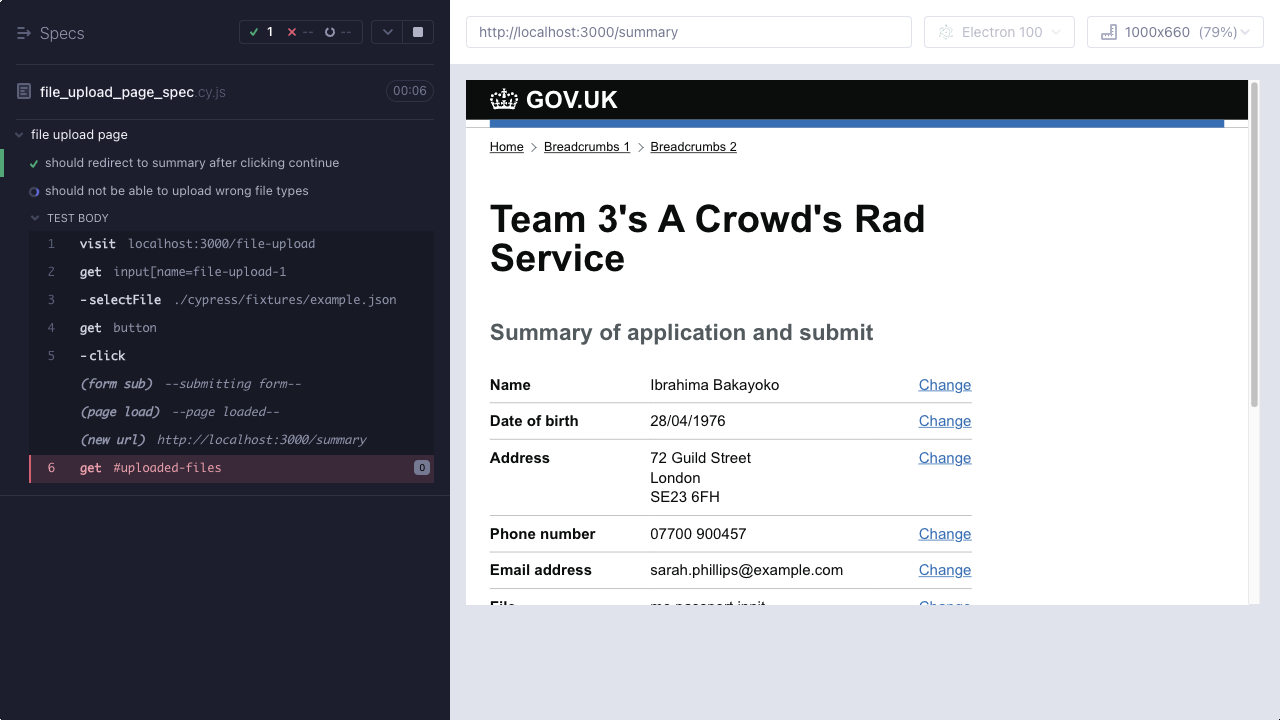 Specs
1 -- --
file_upload_page_spec.cy.js
00:06
file upload page
should redirect to summary after clicking continue
should not be able to upload wrong file types
TEST BODY
1 visit localhost:3000/file-upload
2 get input[name=file-upload-1
3 -selectFile ./cypress/fixtures/example.json
4 get button
5 -click
(form sub) --submitting form--
(page load) --page loaded--
(new url) http://localhost:3000/summary
6 get #uploaded-files 0
http://localhost:3000/summary
Electron 100
1000x660 (79%)
GOV.UK
Home Breadcrumbs 1 Breadcrumbs 2
Team 3's A Crowd's Rad
Service
Summary of application and submit
Name Ibrahima Bakayoko Change
Date of birth 28/04/1976 Change
Address 72 Guild Street Change
London
SE23 6FH
Phone number 07700 900457 Change
Email address sarah.phillips@example.com Change
File Change